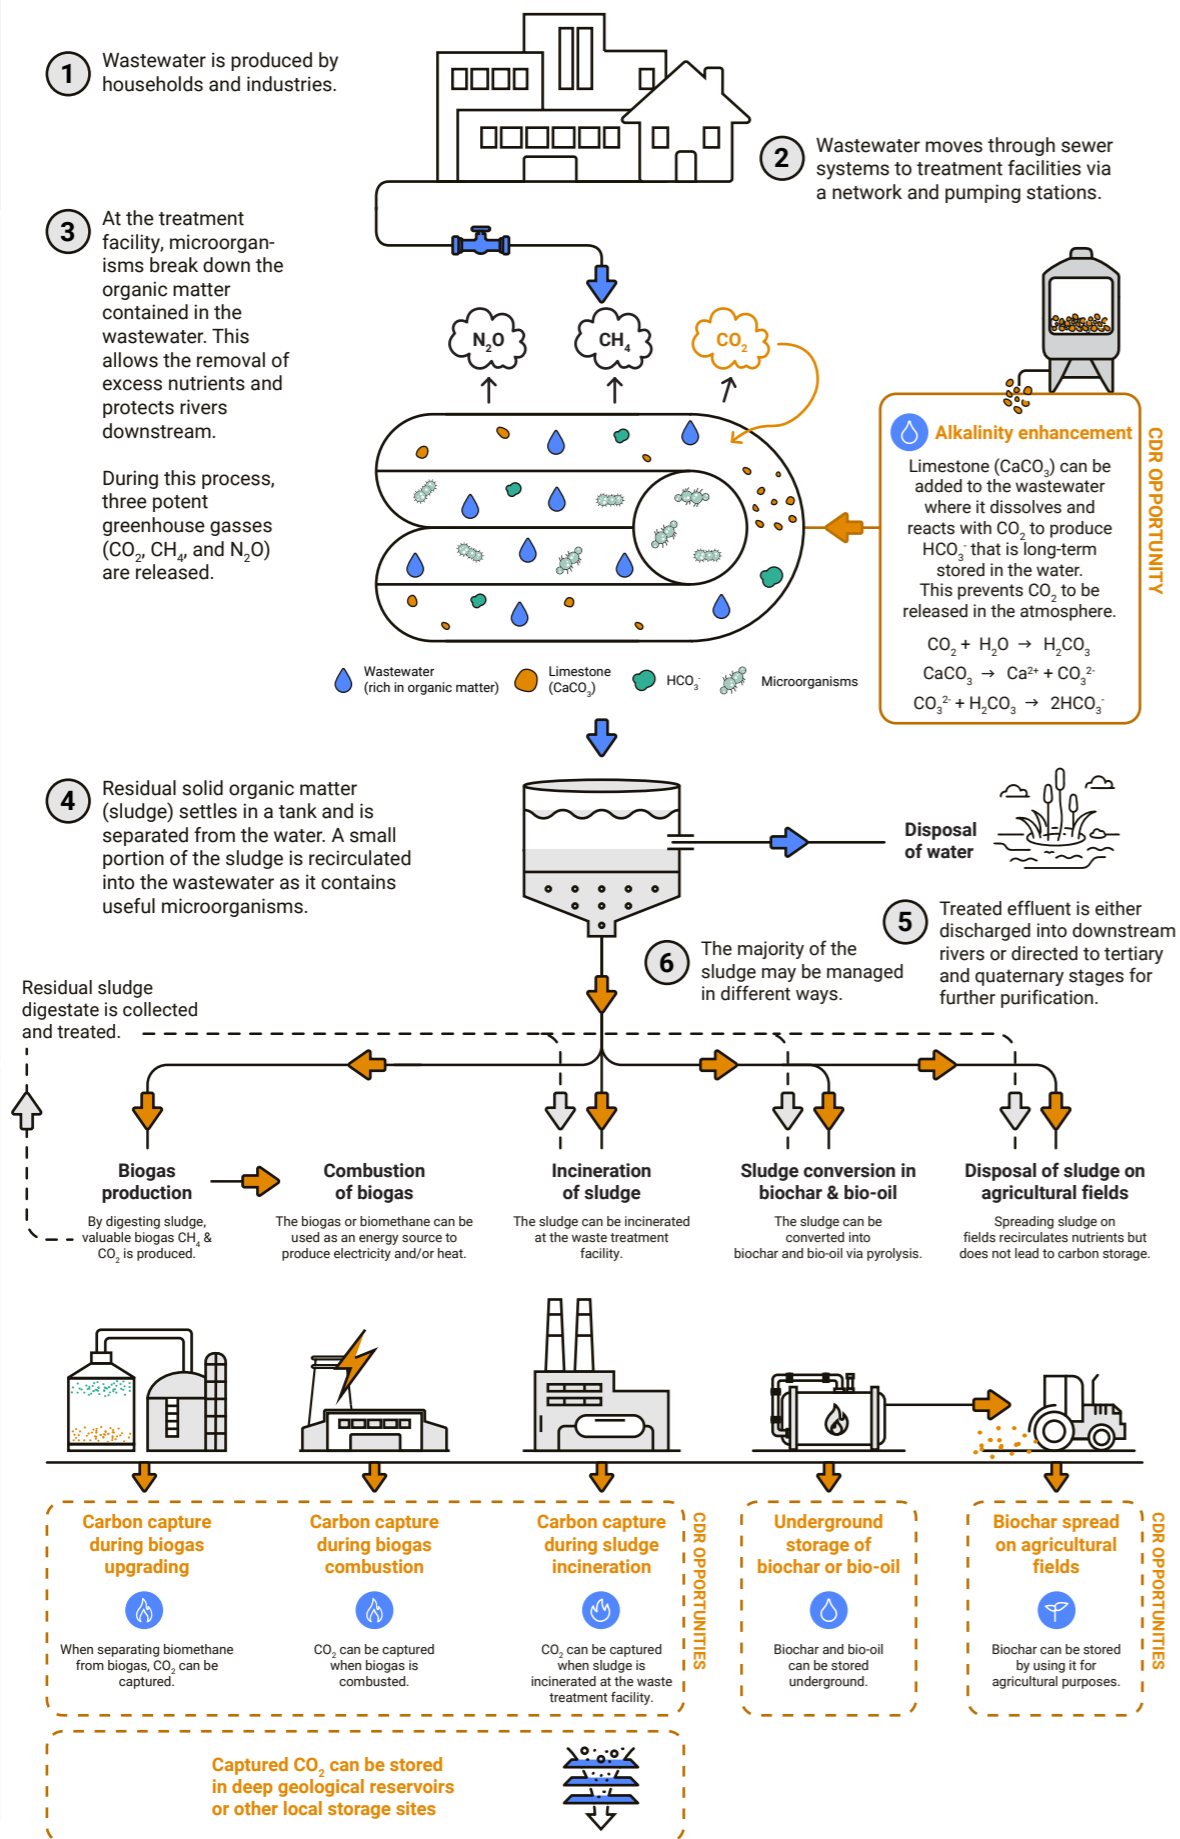 1
Wastewater is produced by
households and industries.
2
Wastewater moves through sewer
systems to treatment facilities via
a network and pumping stations.
3
At the treatment
facility, microorgan-
isms break down the
organic matter
contained in the
wastewater. This
allows the removal of
excess nutrients and
protects rivers
downstream.
During this process,
three potent
greenhouse gasses
(CO₂, CH₄, and N₂O)
are released.
N₂O
CH₄
CO₂
Alkalinity enhancement
Limestone (CaCO₃) can be
added to the wastewater
where it dissolves and
reacts with CO₂ to produce
HCO₃⁻ that is long-term
stored in the water.
This prevents CO₂ to be
released in the atmosphere.
CO₂ + H₂O → H₂CO₃
CaCO₃ → Ca²⁺ + CO₃²⁻
CO₃²⁻ + H₂CO₃ → 2HCO₃⁻
CDR OPPORTUNITY
Wastewater
(rich in organic matter)
Limestone
(CaCO₃)
HCO₃⁻
Microorganisms
4
Residual solid organic matter
(sludge) settles in a tank and is
separated from the water. A small
portion of the sludge is recirculated
into the wastewater as it contains
useful microorganisms.
Disposal
of water
5
Treated effluent is either
discharged into downstream
rivers or directed to tertiary
and quaternary stages for
further purification.
6
The majority of the
sludge may be managed
in different ways.
Residual sludge
digestate is collected
and treated.
Biogas
production
By digesting sludge,
valuable biogas CH₄ &
CO₂ is produced.
Combustion
of biogas
The biogas or biomethane can be
used as an energy source to
produce electricity and/or heat.
Incineration
of sludge
The sludge can be incinerated
at the waste treatment
facility.
Sludge conversion in
biochar & bio-oil
The sludge can be
converted into
biochar and bio-oil via pyrolysis.
Disposal of sludge on
agricultural fields
Spreading sludge on
fields recirculates nutrients but
does not lead to carbon storage.
Carbon capture
during biogas
upgrading
When separating biomethane
from biogas, CO₂ can be
captured.
Carbon capture
during biogas
combustion
CO₂ can be captured
when biogas is
combusted.
Carbon capture
during sludge
incineration
CO₂ can be captured
when sludge is
incinerated at the waste
treatment facility.
CDR OPPORTUNITIES
Underground
storage of
biochar or bio-oil
Biochar and bio-oil
can be stored
underground.
Biochar spread
on agricultural
fields
Biochar can be stored
by using it for
agricultural purposes.
CDR OPPORTUNITIES
Captured CO₂ can be stored
in deep geological reservoirs
or other local storage sites